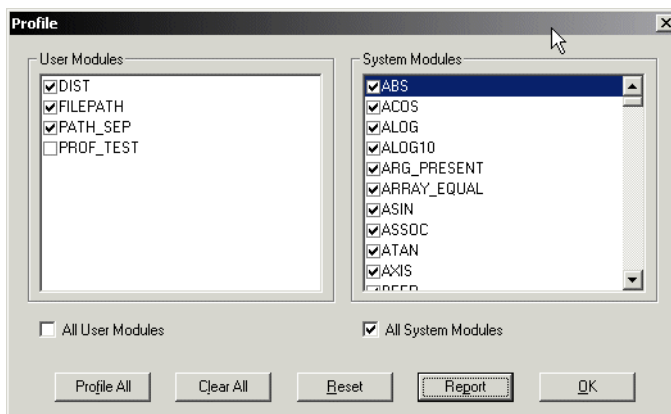 Profile
User Modules
DIST
FILEPATH
PATH_SEP
PROF_TEST
System Modules
ABS
ACOS
ALOG
ALOG10
ARG_PRESENT
ARRAY_EQUAL
ASIN
ASSOC
ATAN
AXIS
All User Modules
All System Modules
Profile All
Clear All
Reset
Report
OK